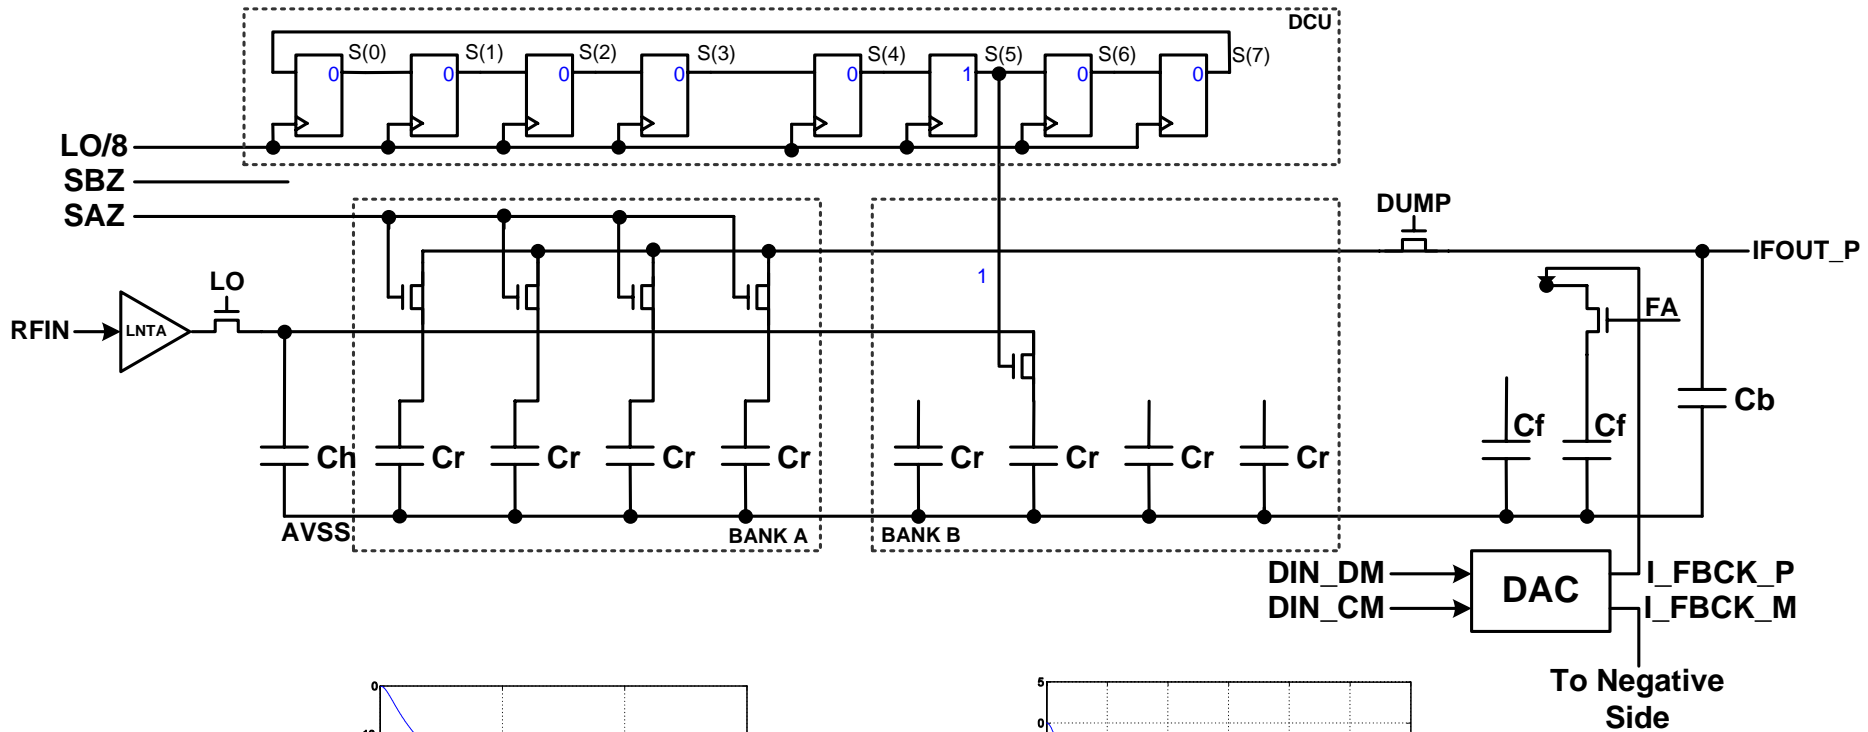 DCU
S(0) S(1) S(2) S(3) S(4) S(5) S(6) S(7)
0 0 0 0 0 1 0 0
LO/8
SBZ
SAZ
DUMP
IFOUT_P
1
LO
RFIN
LNTA
FA
Cb
Cf Cf
Ch Cr Cr Cr Cr Cr Cr Cr Cr
AVSS
BANK A
BANK B
DIN_DM
DIN_CM
DAC
I_FBCK_P
I_FBCK_M
To Negative
Side
0
5
0